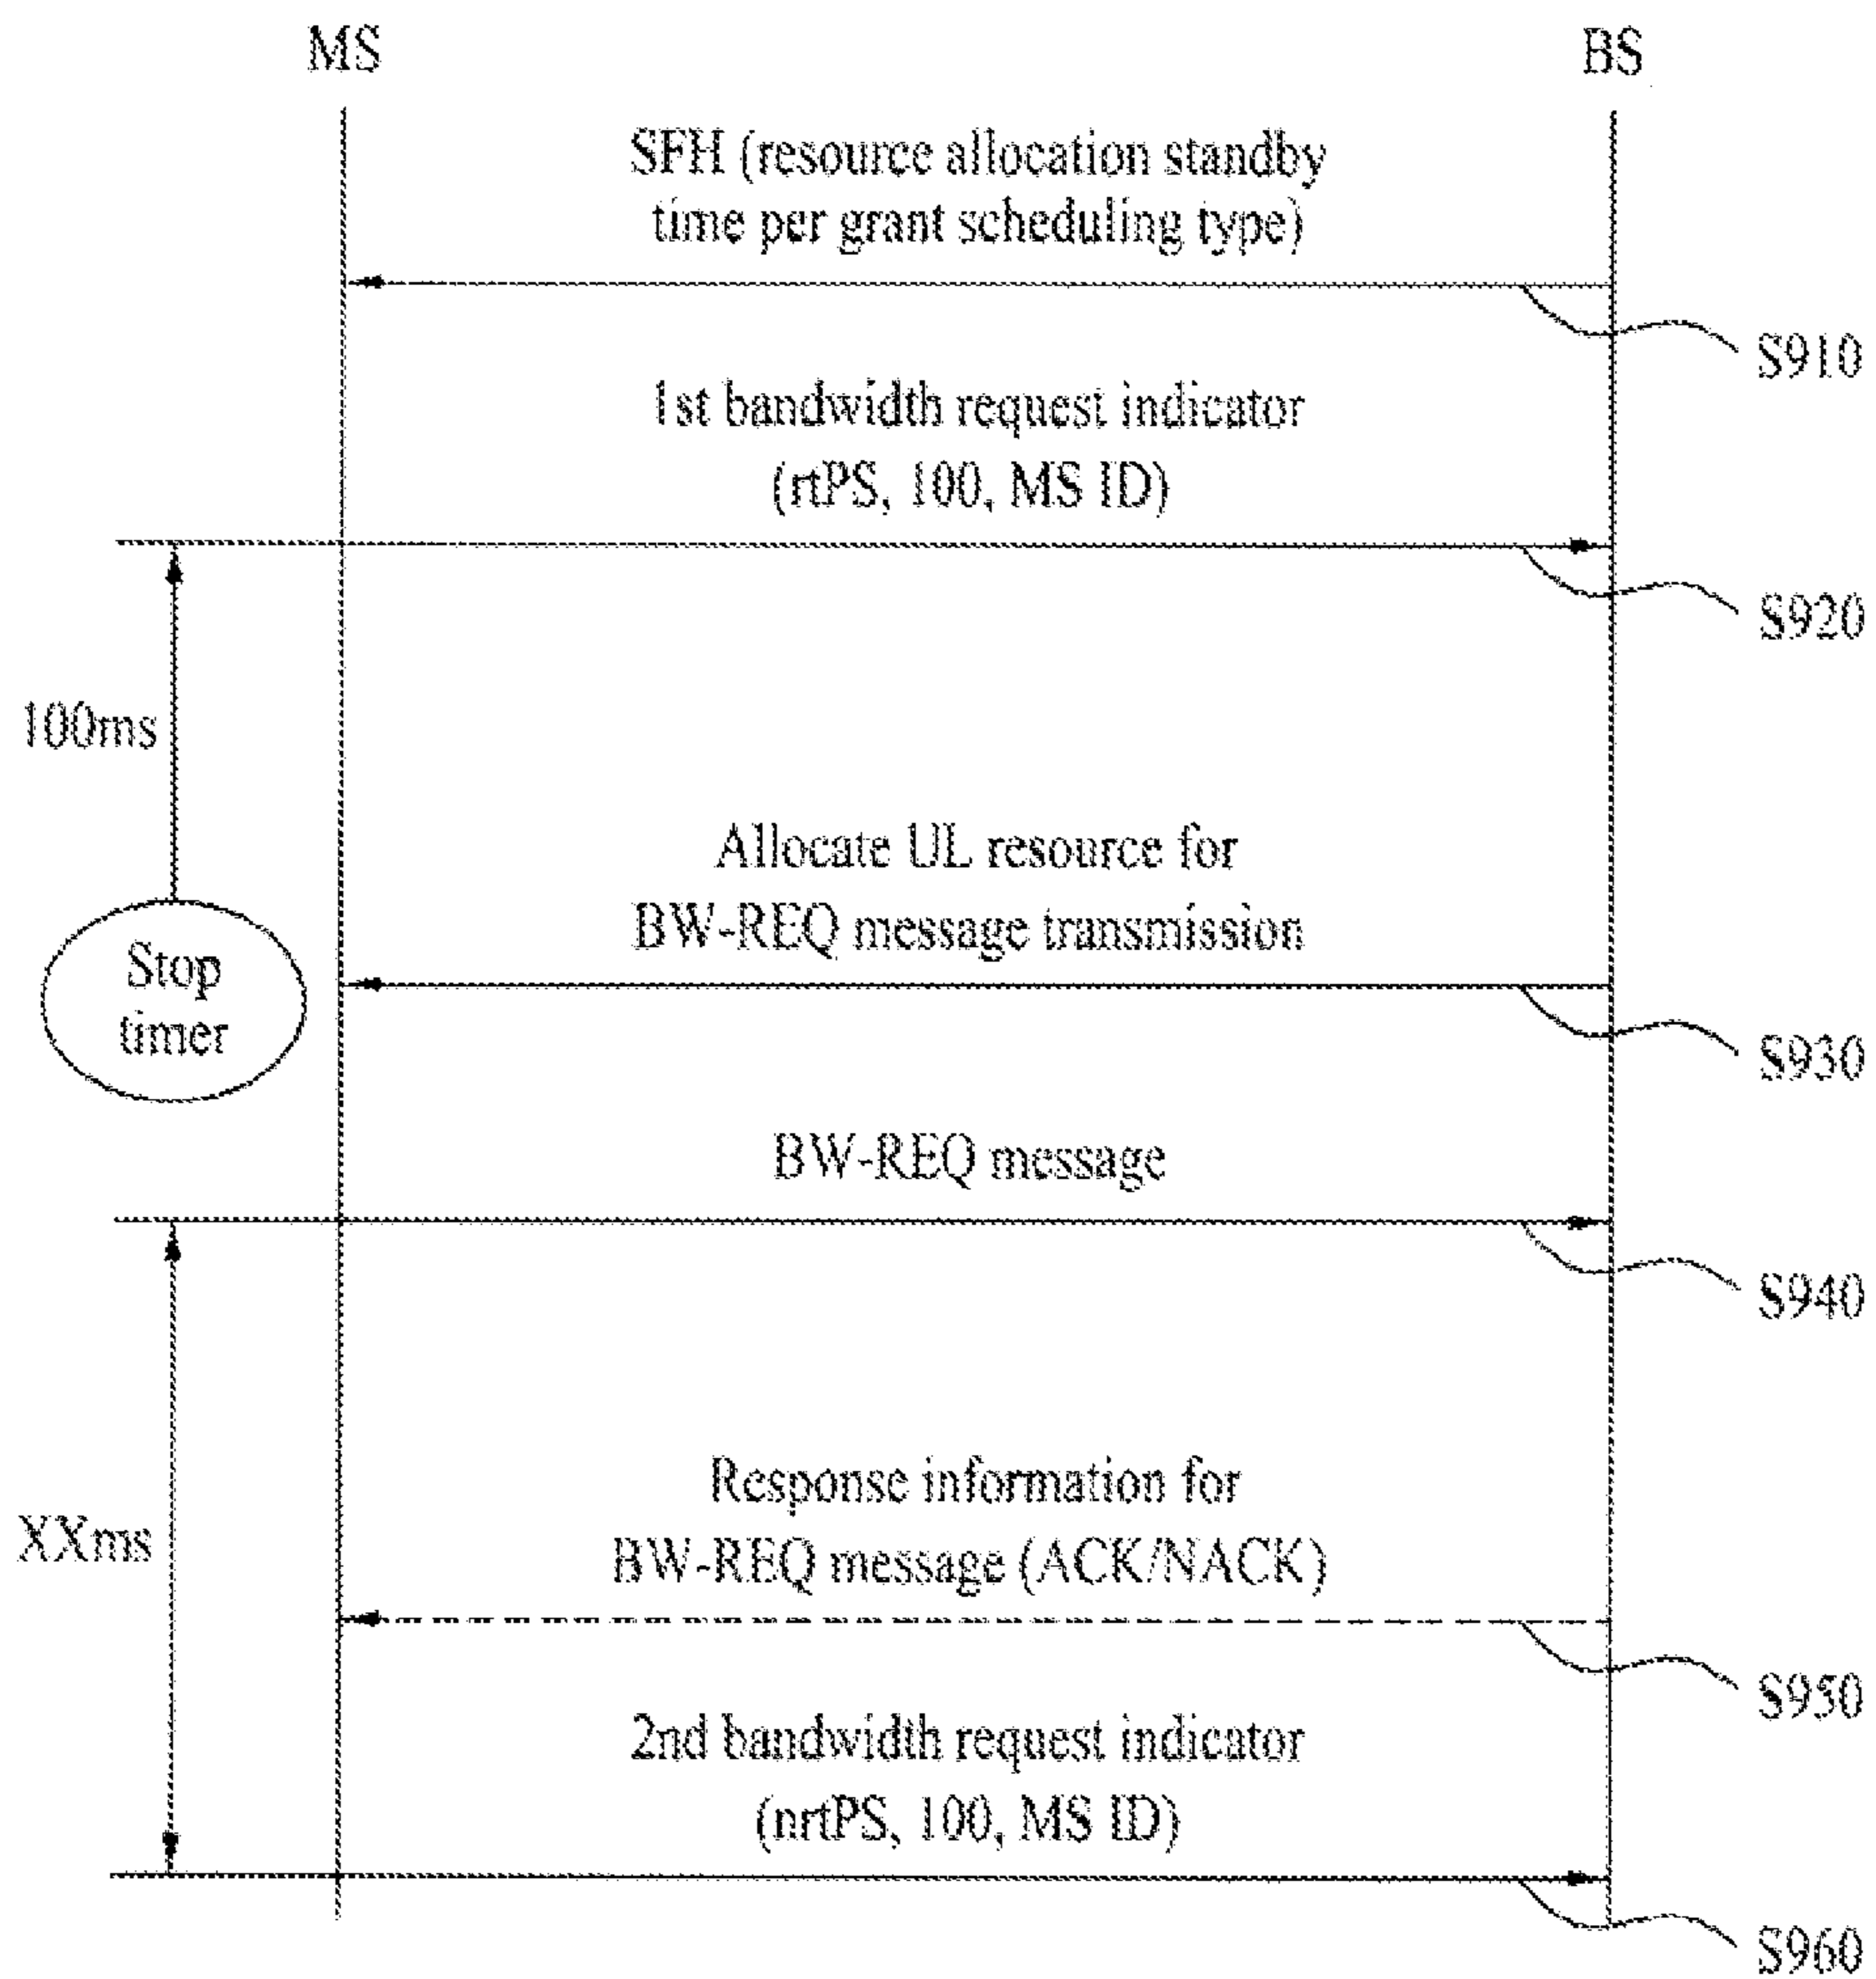 MS
BS
SFH (resource allocation standby
time per grant scheduling type)
S910
1st bandwidth request indicator
(rtPS, 100, MS ID)
S920
100ms
Allocate UL resource for
BW-REQ message transmission
Stop
timer
S930
BW-REQ message
S940
Response information for
BW-REQ message (ACK/NACK)
XXms
S950
2nd bandwidth request indicator
(nrtPS, 100, MS ID)
S960